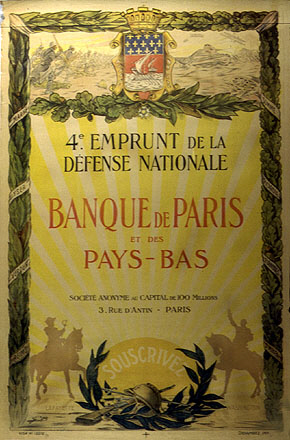 4e EMPRUNT DE LA
DÉFENSE NATIONALE
BANQUE DE PARIS
ET DES
PAYS-BAS
SOCIÉTÉ ANONYME AU CAPITAL DE 100 MILLIONS
3, RUE D'ANTIN - PARIS
SOUSCRIVEZ